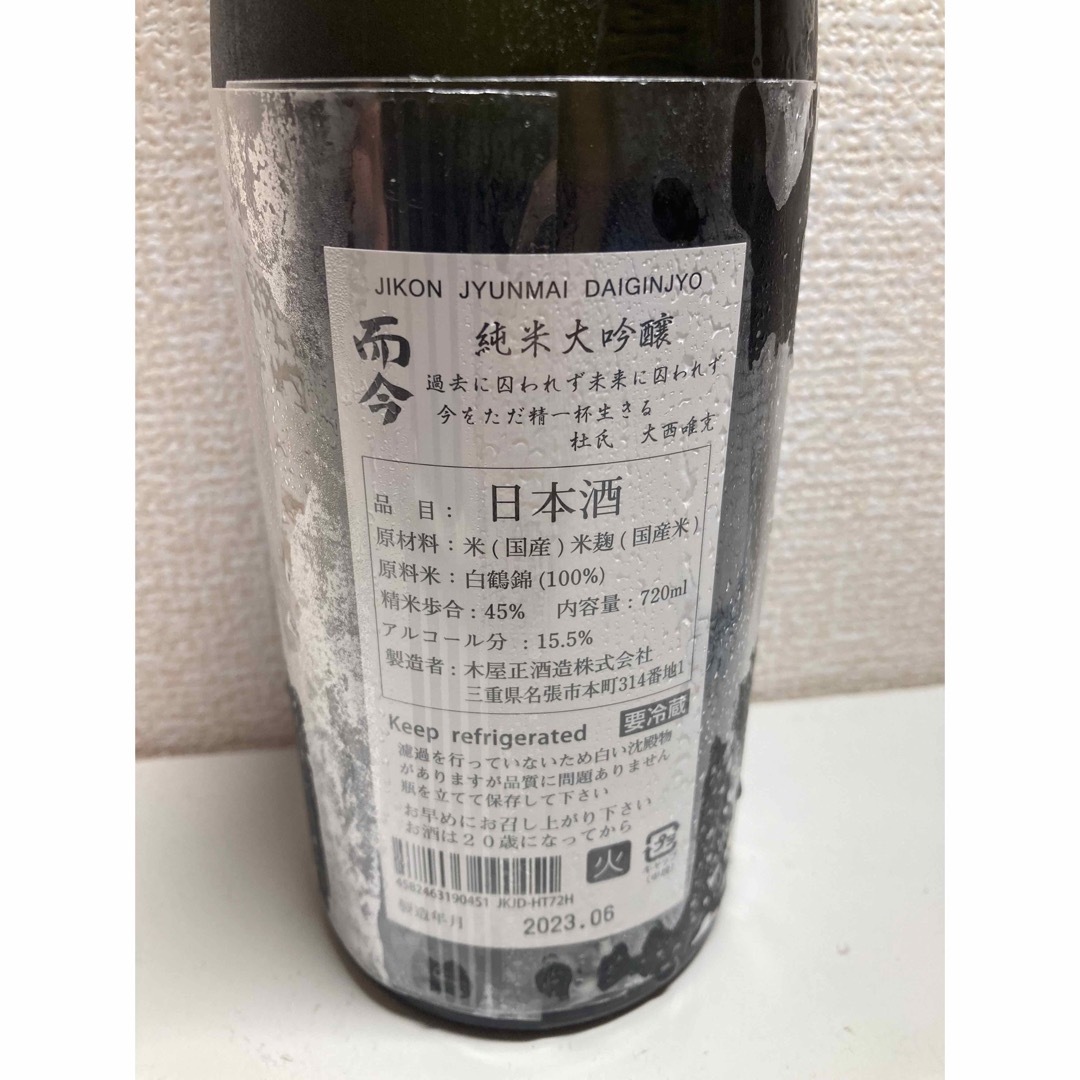 JIKON JYUNMAI DAIGINJYO
而今
純米大吟醸
過去に囚われず未来に囚われず
今をただ精一杯生きる
杜氏 大西唯克
品 目： 日本酒
原材料：米(国産)米麹(国産米)
原料米：白鶴錦(100%)
精米歩合：45% 内容量：720ml
アルコール分：15.5%
製造者：木屋正酒造株式会社
三重県名張市本町314番地1
Keep refrigerated 要冷蔵
濾過を行っていないため白い沈殿物
がありますが品質に問題ありません
瓶を立てて保存して下さい
お早めにお召し上がり下さい
お酒は20歳になってから
火
4582463190451 JKJD-HT72H
製造年月 2023.06